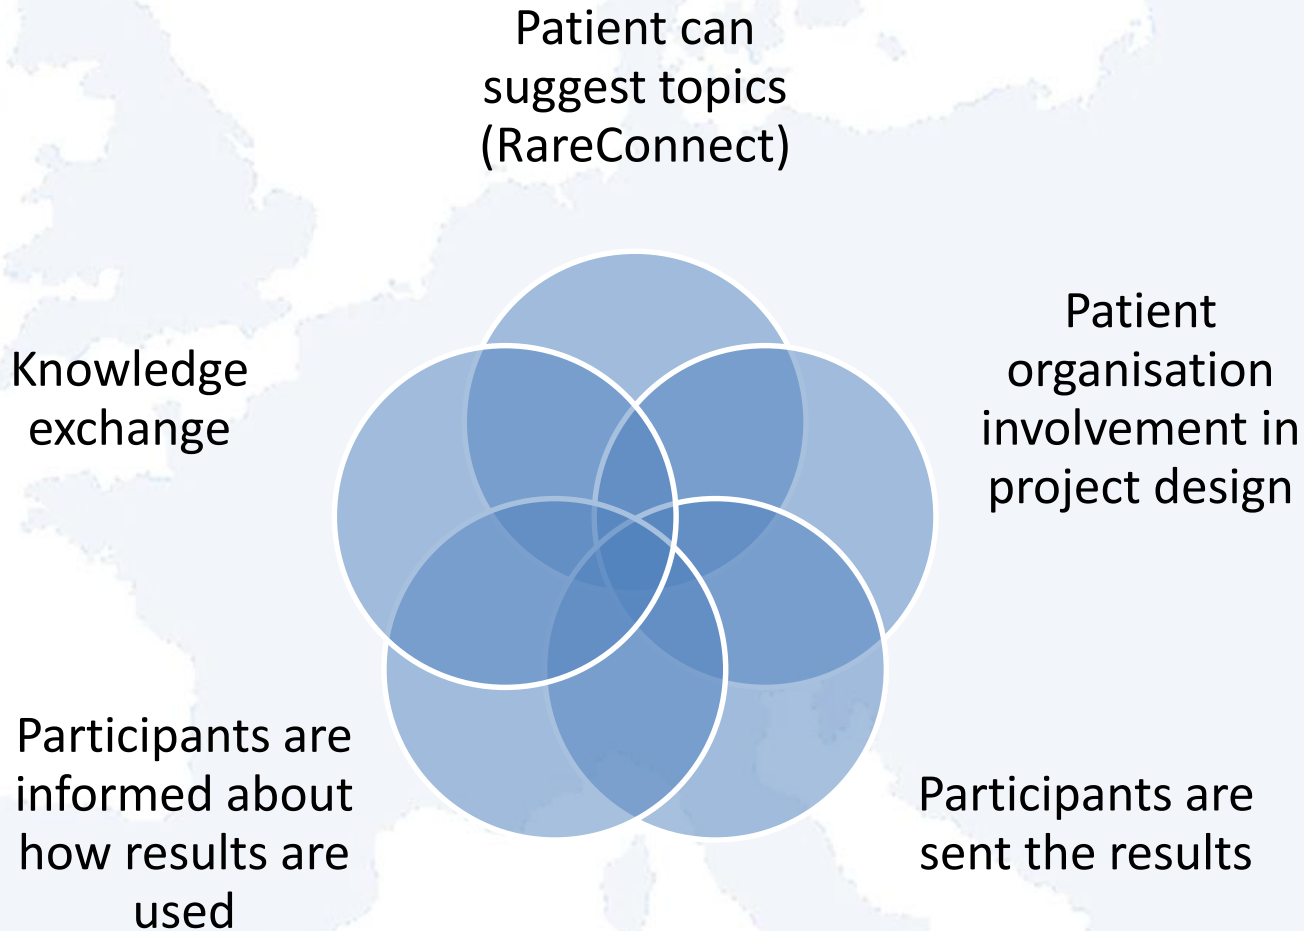 Patient can
suggest topics
(RareConnect)
Patient
organisation
involvement in
project design
Participants are
sent the results
Participants are
informed about
how results are
used
Knowledge
exchange